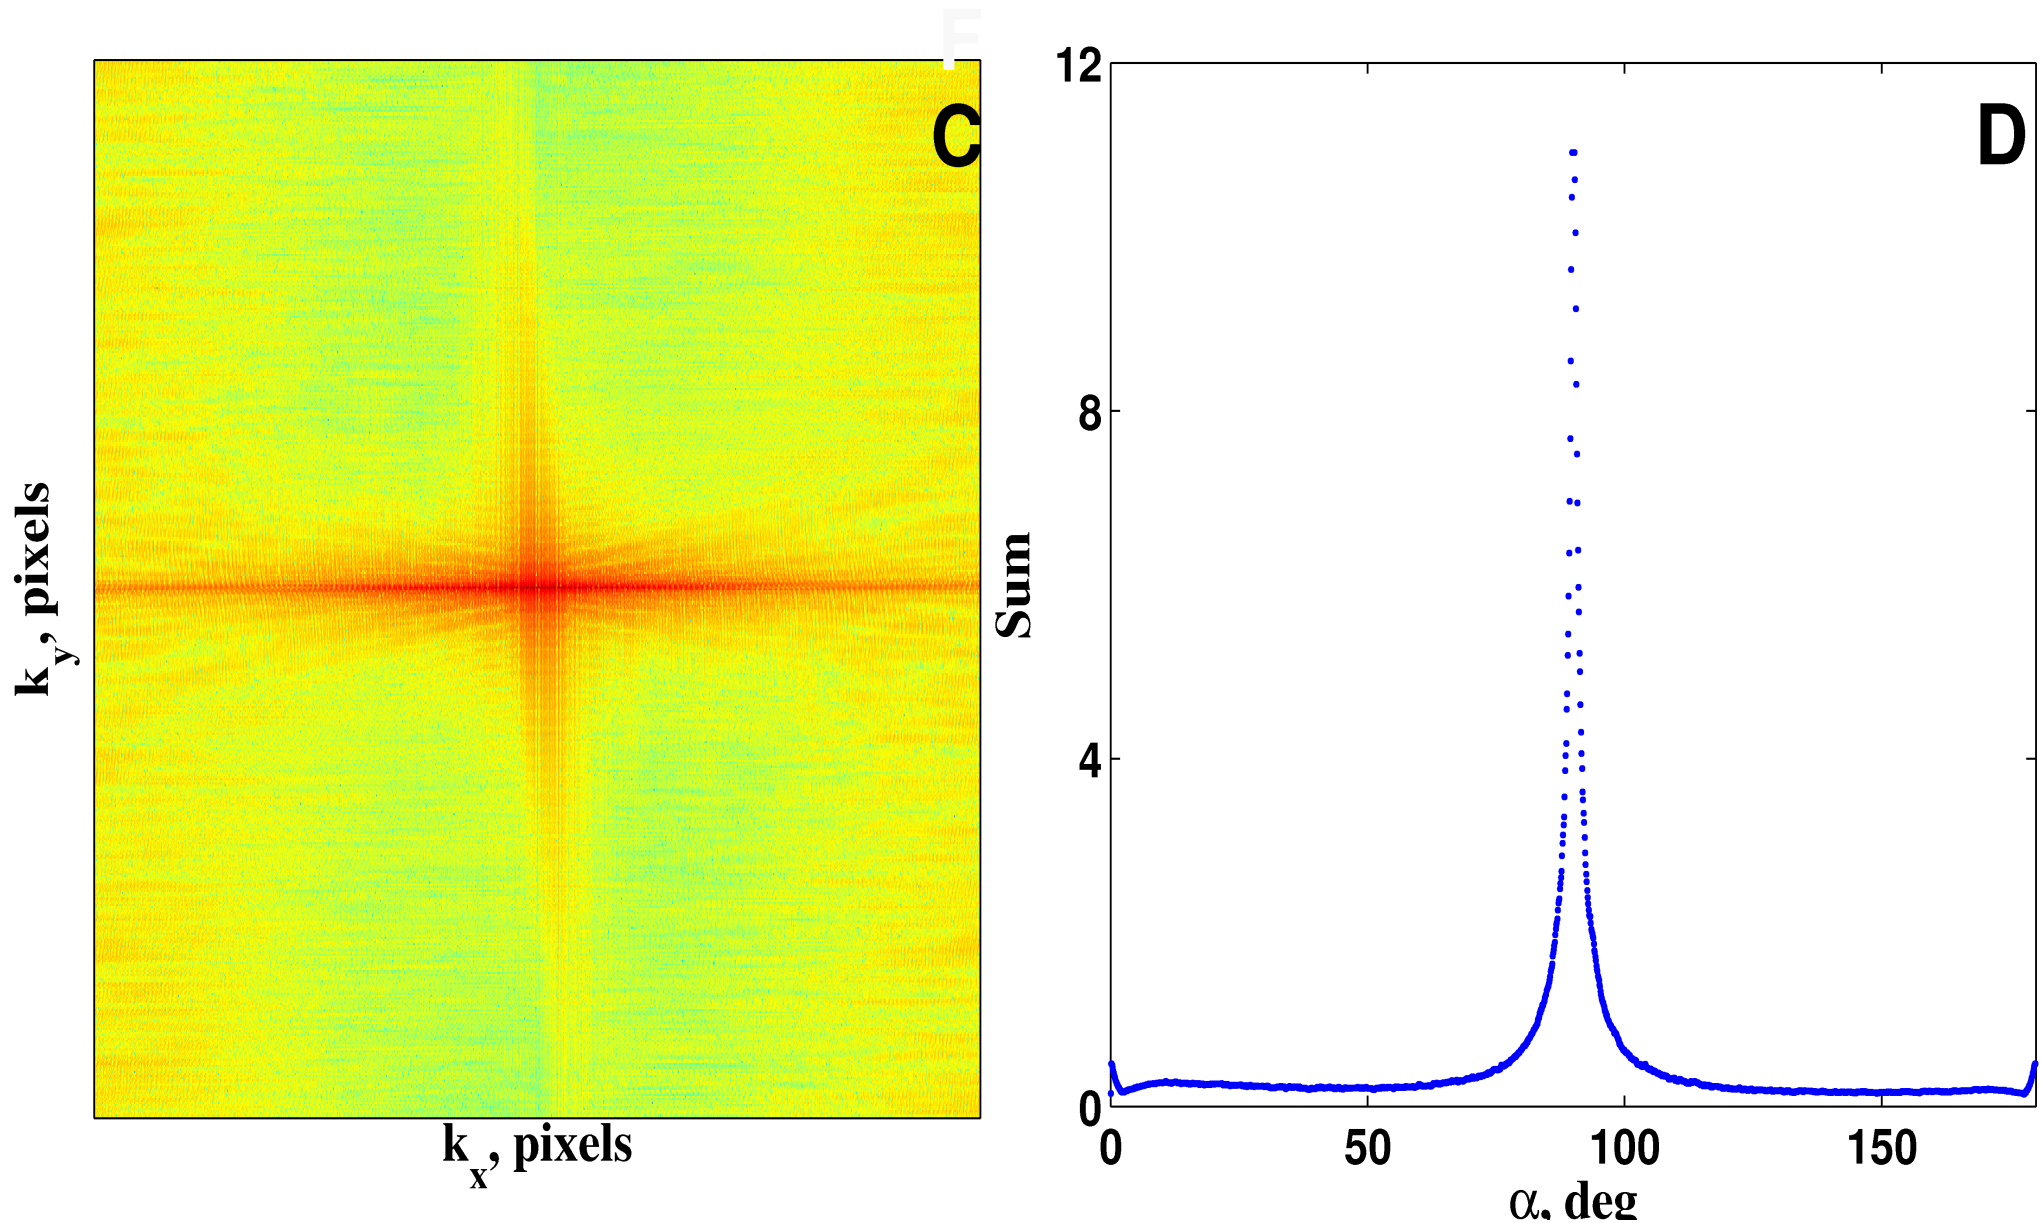 F
C
k_y, pixels
k_x, pixels
D
Sum
12
8
4
0
0 50 100 150
α, deg